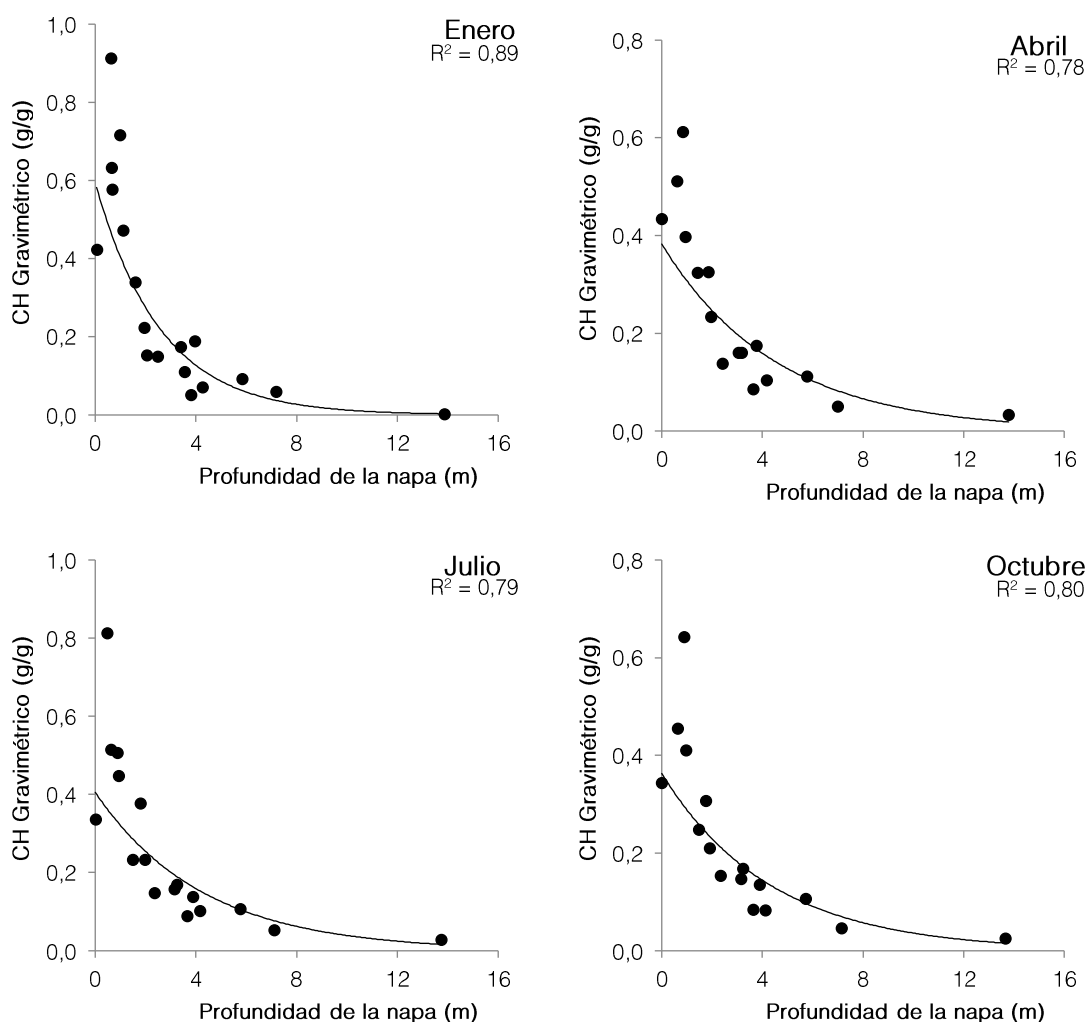 Enero
R² = 0,89
1,0
0,8
0,6
0,4
0,2
0,0
CH Gravimétrico (g/g)
0 4 8 12 16
Profundidad de la napa (m)
Abril
R² = 0,78
0,8
0,6
0,4
0,2
0,0
CH Gravimétrico (g/g)
0 4 8 12 16
Profundidad de la napa (m)
Julio
R² = 0,79
1,0
0,8
0,6
0,4
0,2
0,0
CH Gravimétrico (g/g)
0 4 8 12 16
Profundidad de la napa (m)
Octubre
R² = 0,80
0,8
0,6
0,4
0,2
0,0
CH Gravimétrico (g/g)
0 4 8 12 16
Profundidad de la napa (m)